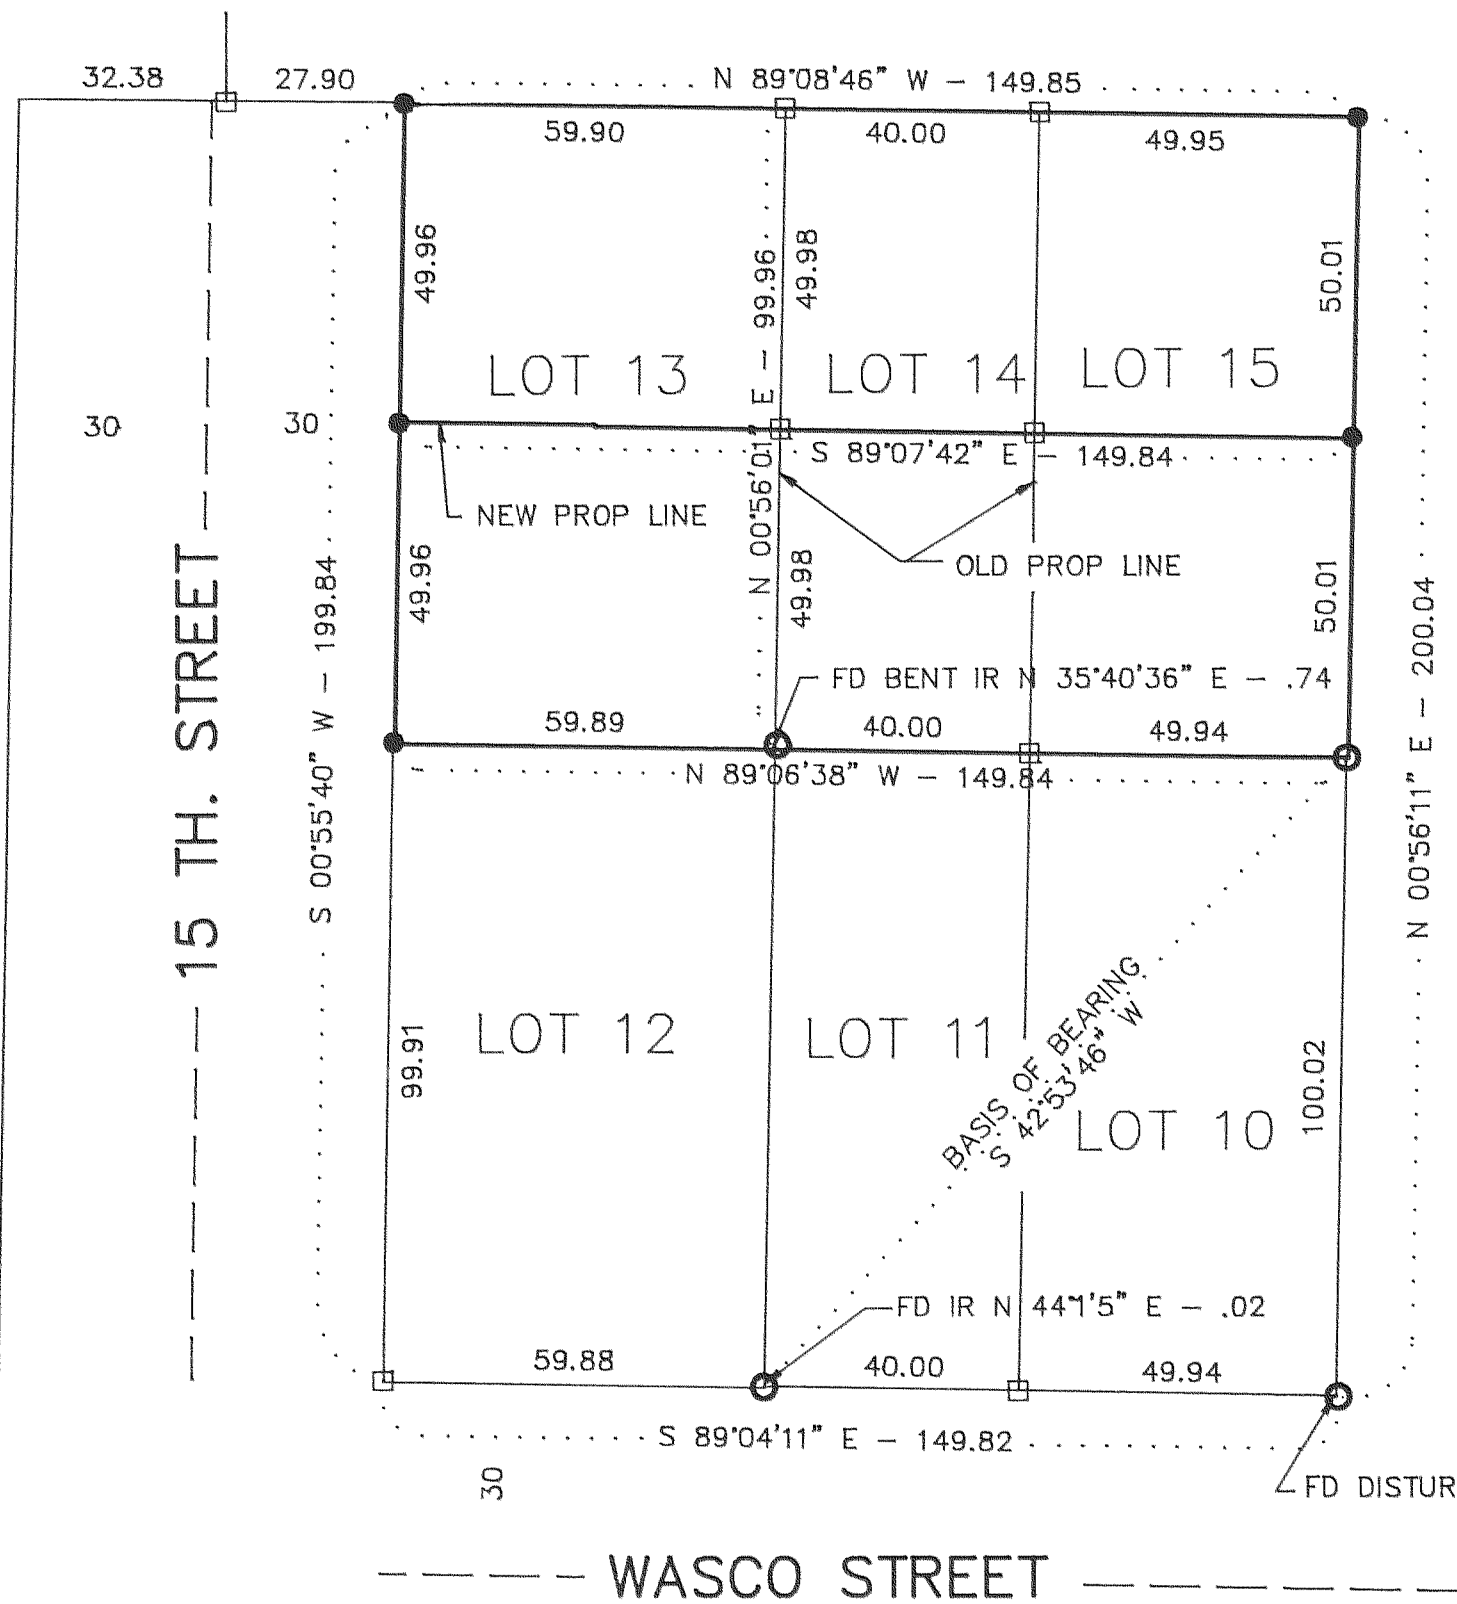 32.38
27.90
N 89°08'46" W - 149.85
59.90
40.00
49.95
49.96
N 00°56'01" E - 99.96
49.98
50.01
LOT 13
LOT 14
LOT 15
30
30
S 89°07'42" E - 149.84
NEW PROP LINE
OLD PROP LINE
49.96
49.98
50.01
S 00°55'40" W - 199.84
N 00°56'11" E - 200.04
15 TH. STREET
FD BENT IR N 35°40'36" E - .74
59.89
40.00
49.94
N 89°06'38" W - 149.84
LOT 12
LOT 11
BASIS OF BEARING
S 42°53'46" W
LOT 10
99.91
100.02
FD IR N 44°1'5" E - .02
59.88
40.00
49.94
S 89°04'11" E - 149.82
30
FD DISTUR
WASCO STREET